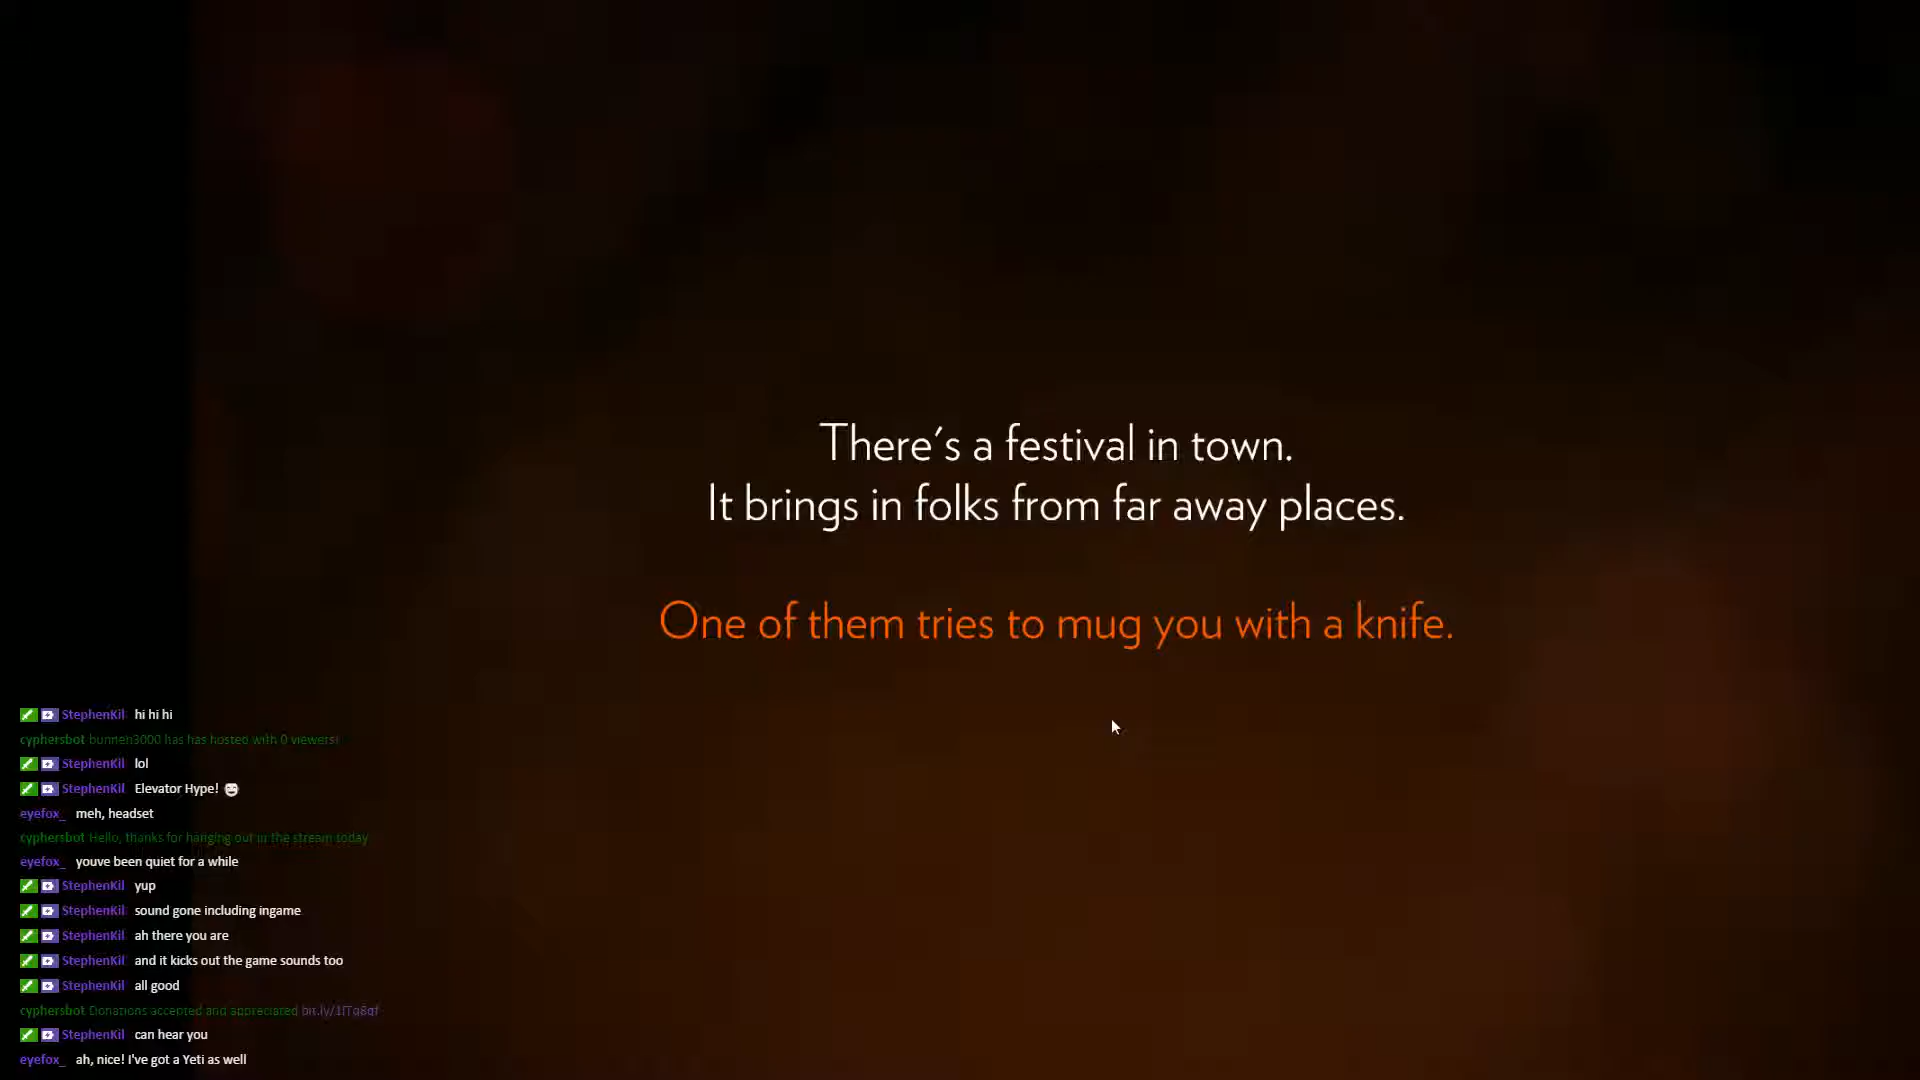 There's a festival in town.
It brings in folks from far away places.
One of them tries to mug you with a knife.
StephenKil hi hi hi
cyphersbot bunnen3000 has has hosted with 0 viewers!
StephenKil lol
StephenKil Elevator Hype!
eyefox_ meh, headset
cyphersbot Hello, thanks for hanging out in the stream today
eyefox_ youve been quiet for a while
StephenKil yup
StephenKil sound gone including ingame
StephenKil ah there you are
StephenKil and it kicks out the game sounds too
StephenKil all good
cyphersbot Donations accepted and appreciated
StephenKil can hear you
eyefox_ ah, nice! I've got a Yeti as well